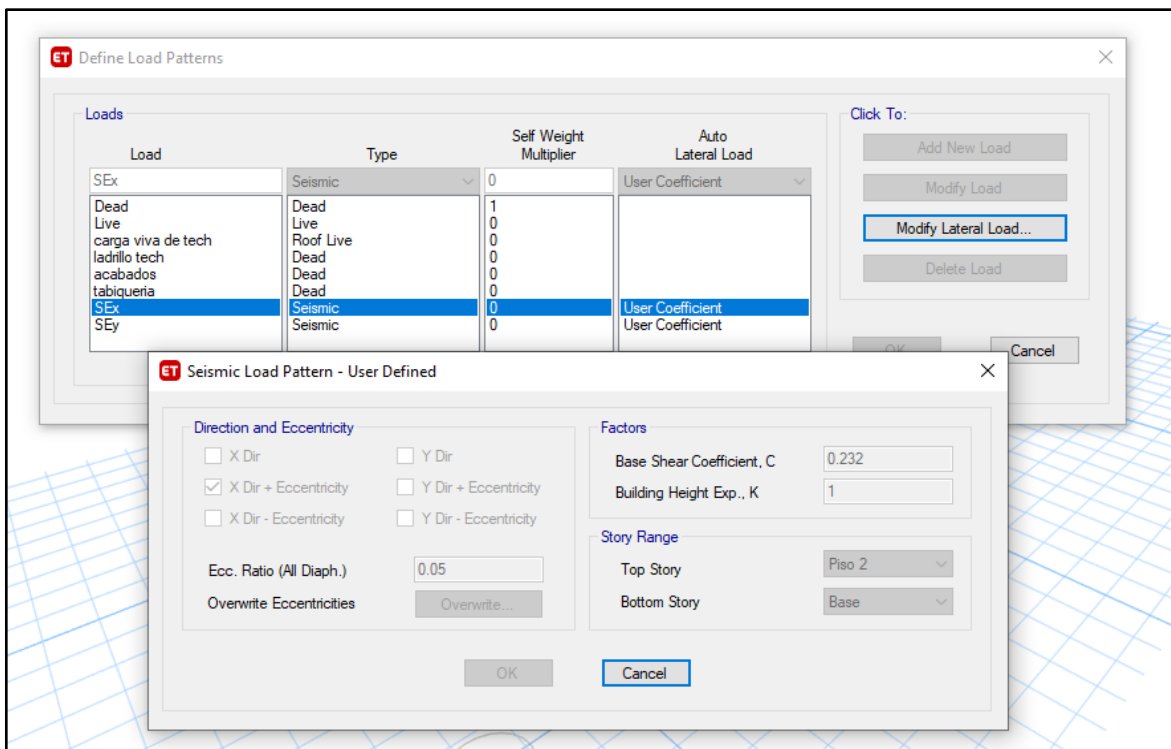 ET Define Load Patterns
Loads
Click To:
Load Type Self Weight Multiplier Auto Lateral Load
SEx Seismic 0 User Coefficient
Dead Dead 1
Live Live 0
carga viva de tech Roof Live 0
ladrillo tech Dead 0
acabados Dead 0
tabiqueria Dead 0
SEx Seismic 0 User Coefficient
SEy Seismic 0 User Coefficient
Add New Load
Modify Load
Modify Lateral Load...
Delete Load
OK Cancel
ET Seismic Load Pattern - User Defined
Direction and Eccentricity
X Dir Y Dir
X Dir + Eccentricity Y Dir + Eccentricity
X Dir - Eccentricity Y Dir - Eccentricity
Ecc. Ratio (All Diaph.) 0.05
Overwrite Eccentricities Overwrite...
Factors
Base Shear Coefficient, C 0.232
Building Height Exp., K 1
Story Range
Top Story Piso 2
Bottom Story Base
OK Cancel